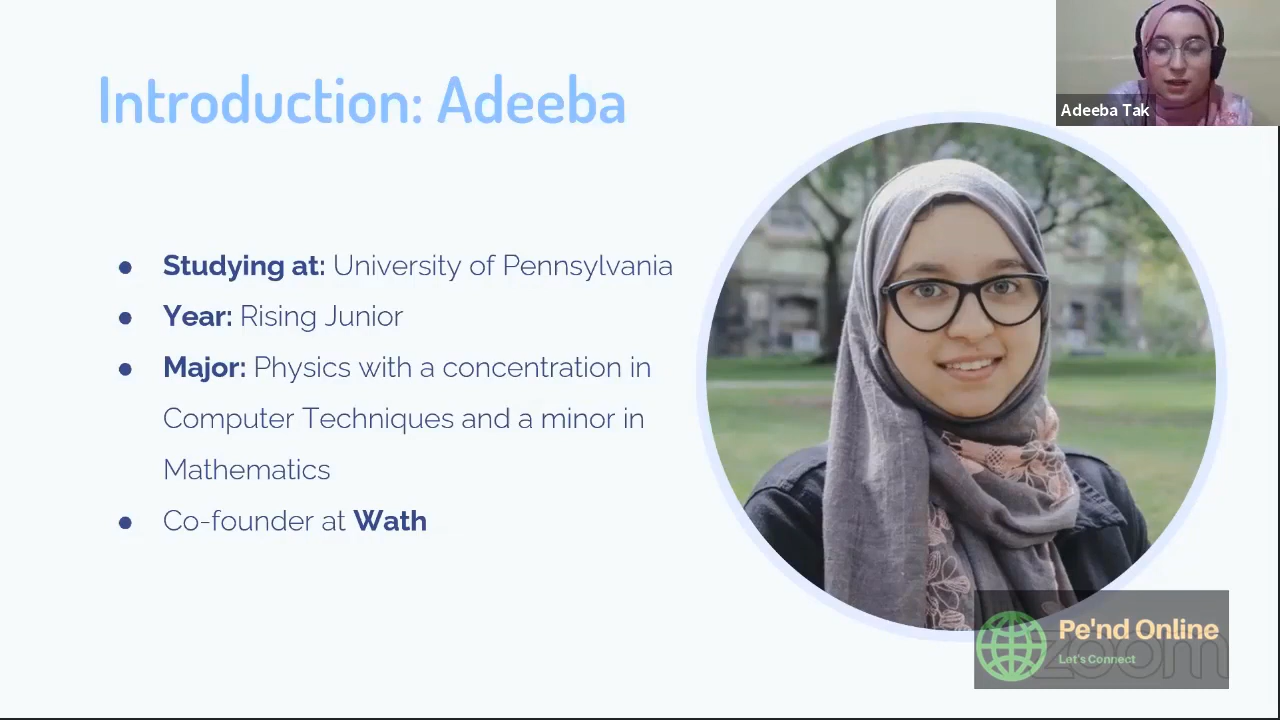 Adeeba Tak
Introduction: Adeeba
● Studying at: University of Pennsylvania
● Year: Rising Junior
● Major: Physics with a concentration in
Computer Techniques and a minor in
Mathematics
● Co-founder at Wath
Pe'nd Online
Let's Connect
zoom